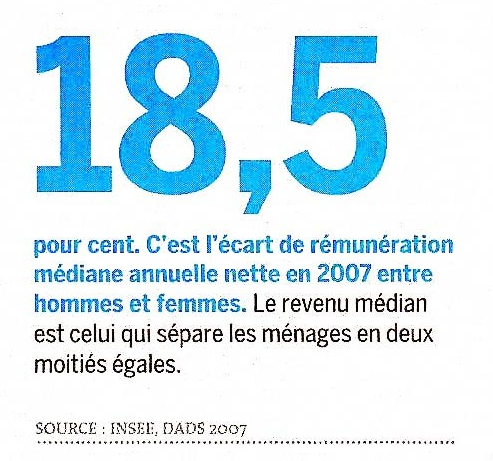 18,5
pour cent. C'est l'écart de rémunération
médiane annuelle nette en 2007 entre
hommes et femmes. Le revenu médian
est celui qui sépare les ménages en deux
moitiés égales.
SOURCE : INSEE, DADS 2007